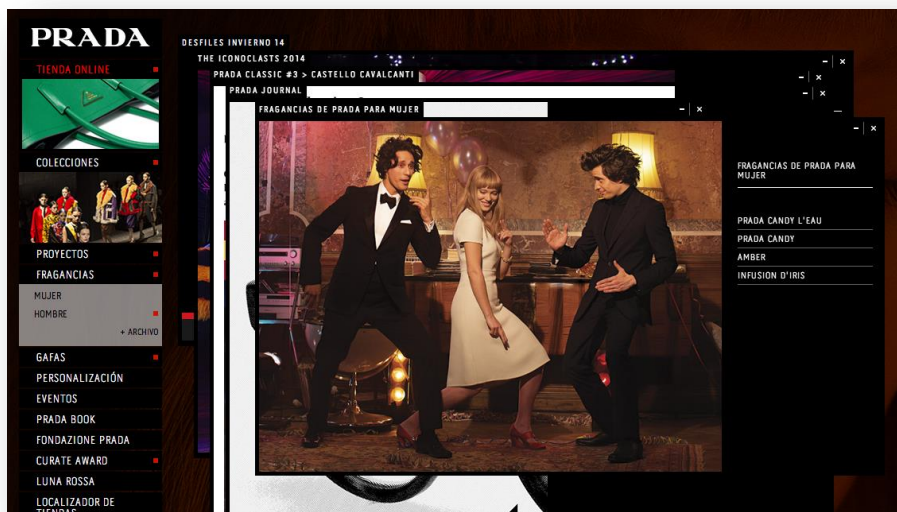 PRADA
TIENDA ONLINE
COLECCIONES
PROYECTOS
FRAGANCIAS
MUJER
HOMBRE
+ ARCHIVO
GAFAS
PERSONALIZACIÓN
EVENTOS
PRADA BOOK
FONDAZIONE PRADA
CURATE AWARD
LUNA ROSSA
LOCALIZADOR DE
TIENDAS
DESFILES INVIERNO 14
THE ICONOCLASTS 2014
PRADA CLASSIC #3 > CASTELLO CAVALCANTI
PRADA JOURNAL
FRAGANCIAS DE PRADA PARA MUJER
FRAGANCIAS DE PRADA PARA
MUJER
PRADA CANDY L'EAU
PRADA CANDY
AMBER
INFUSION D'IRIS